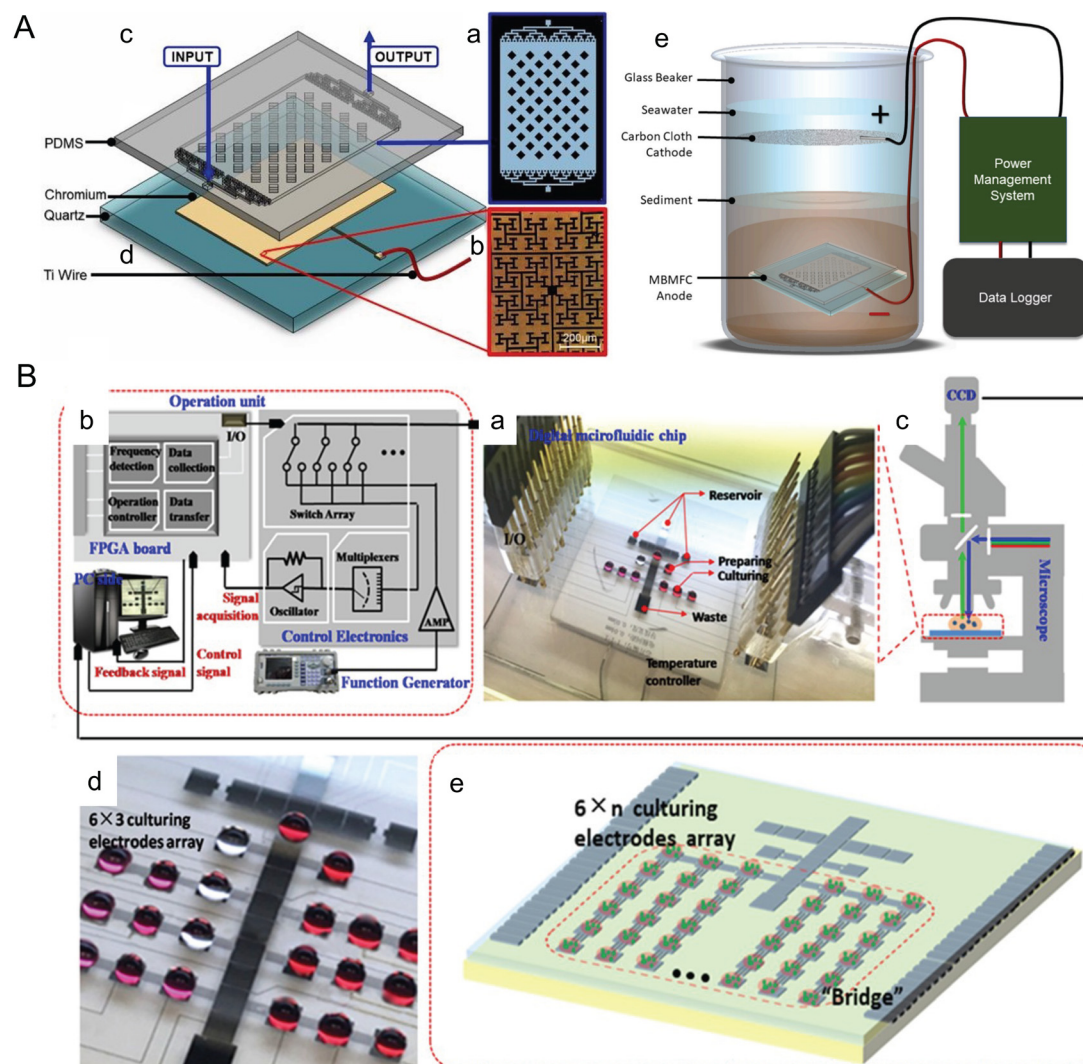 A
c
INPUT
OUTPUT
a
PDMS
Chromium
Quartz
d
Ti Wire
b
200µm
e
Glass Beaker
Seawater
Carbon Cloth
Cathode
+
Sediment
MBMFC
Anode
−
Power
Management
System
Data Logger
B
b
Operation unit
I/O
Frequency
detection
Data
collection
Operation
controller
Data
transfer
FPGA board
Switch Array
Oscillator
Multiplexers
AMP
Control Electronics
PC side
Signal
acquisition
Control
signal
Feedback signal
Function Generator
a
Digital mcirofluidic chip
I/O
Reservoir
Preparing
Culturing
Waste
Temperature
controller
c
CCD
Microscope
d
6×3 culturing
electrodes array
e
6×n culturing
electrodes array
"Bridge"